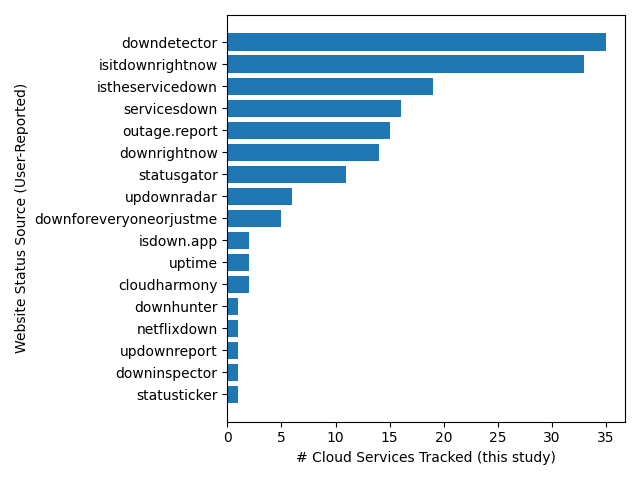 downdetector
isitdownrightnow
istheservicedown
servicesdown
outage.report
downrightnow
statusgator
updownradar
downforeveryoneorjustme
isdown.app
uptime
cloudharmony
downhunter
netflixdown
updownreport
downinspector
statusticker
Website Status Source (User-Reported)
0 5 10 15 20 25 30 35
# Cloud Services Tracked (this study)